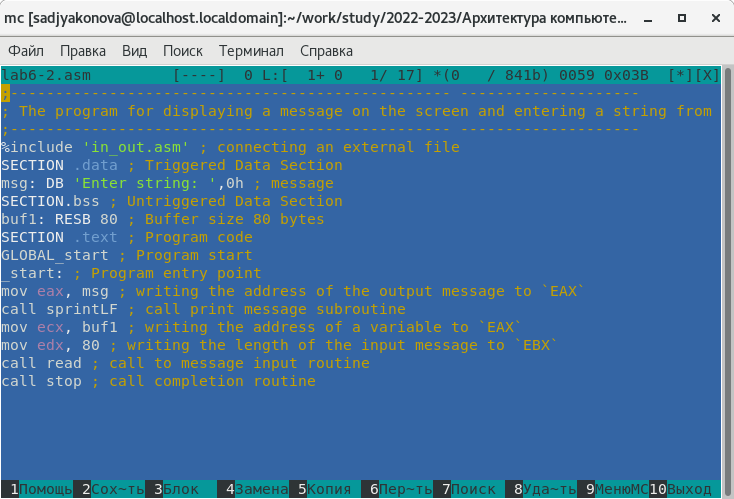 mc [sadjyakonova@localhost.localdomain]:~/work/study/2022-2023/Архитектура компьюте...
Файл Правка Вид Поиск Терминал Справка
lab6-2.asm [----] 0 L:[ 1+ 0 1/ 17] *(0 / 841b) 0059 0x03B [*][X]
;-------------------------------------------------- --------------------
; The program for displaying a message on the screen and entering a string from
;-------------------------------------------------- --------------------
%include 'in_out.asm' ; connecting an external file
SECTION .data ; Triggered Data Section
msg: DB 'Enter string: ',0h ; message
SECTION.bss ; Untriggered Data Section
buf1: RESB 80 ; Buffer size 80 bytes
SECTION .text ; Program code
GLOBAL_start ; Program start
_start: ; Program entry point
mov eax, msg ; writing the address of the output message to `EAX`
call sprintLF ; call print message subroutine
mov ecx, buf1 ; writing the address of a variable to `EAX`
mov edx, 80 ; writing the length of the input message to `EBX`
call read ; call to message input routine
call stop ; call completion routine
1Помощь 2Сох~ть 3Блок 4Замена 5Копия 6Пер~ть 7Поиск 8Уда~ть 9МенюMC 10Выход